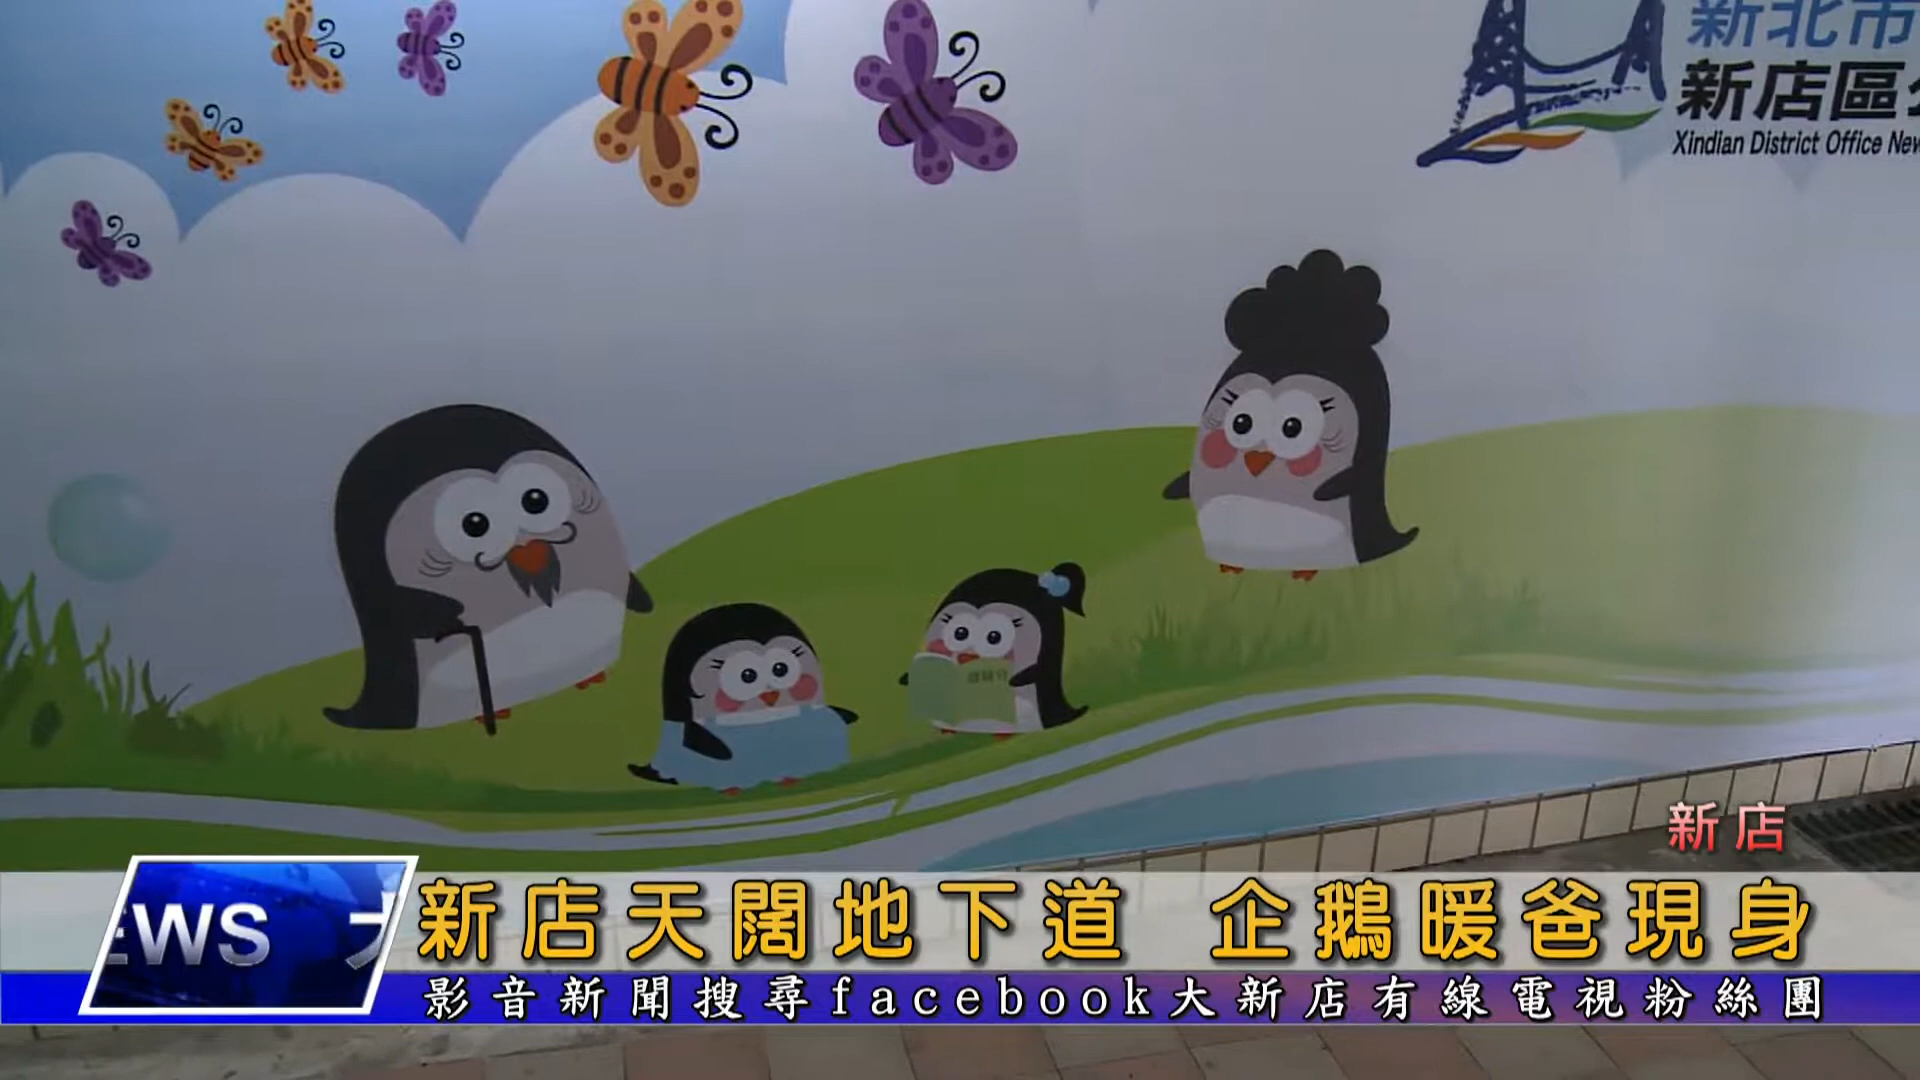 新北市
新店區
Xindian District Office New
新店
EWS 大
新店天闊地下道 企鵝暖爸現身
影音新聞搜尋facebook大新店有線電視粉絲團